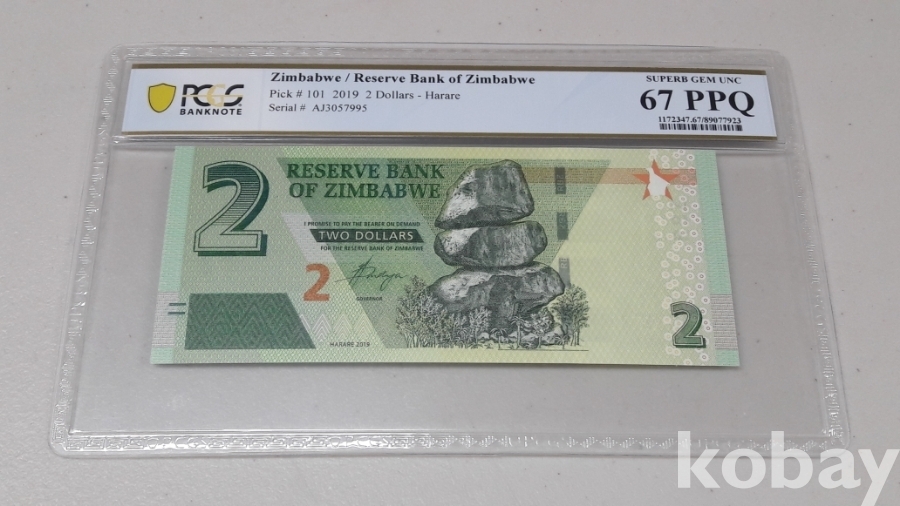 PCGS
BANKNOTE
Zimbabwe / Reserve Bank of Zimbabwe
Pick # 101 2019 2 Dollars - Harare
Serial # AJ3057995
SUPERB GEM UNC
67 PPQ
1172347.67/89077923
2
RESERVE BANK
OF ZIMBABWE
I PROMISE TO PAY THE BEARER ON DEMAND
TWO DOLLARS
FOR THE RESERVE BANK OF ZIMBABWE
2
GOVERNOR
HARARE 2019
2
kobay